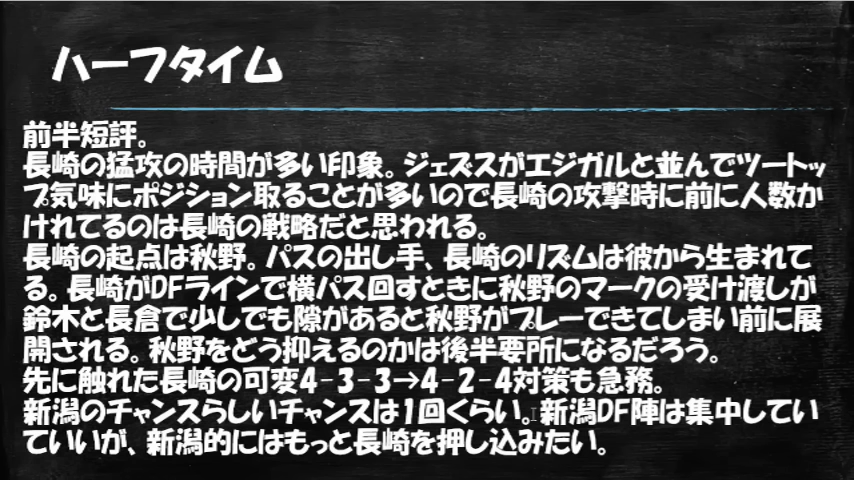 ハーフタイム
前半短評。
長崎の猛攻の時間が多い印象。ジェズスがエジガルと並んでツートッ
プ気味にポジション取ることが多いので長崎の攻撃時に前に人数か
けれてるのは長崎の戦略だと思われる。
長崎の起点は秋野。パスの出し手、長崎のリズムは彼から生まれて
る。長崎がDFラインで横パス回すときに秋野のマークの受け渡しが
鈴木と長倉で少しでも隙があると秋野がプレーできてしまい前に展
開される。秋野をどう抑えるのかは後半要所になるだろう。
先に触れた長崎の可変4-3-3→4-2-4対策も急務。
新潟のチャンスらしいチャンスは1回くらい。新潟DF陣は集中してい
ていいが、新潟的にはもっと長崎を押し込みたい。